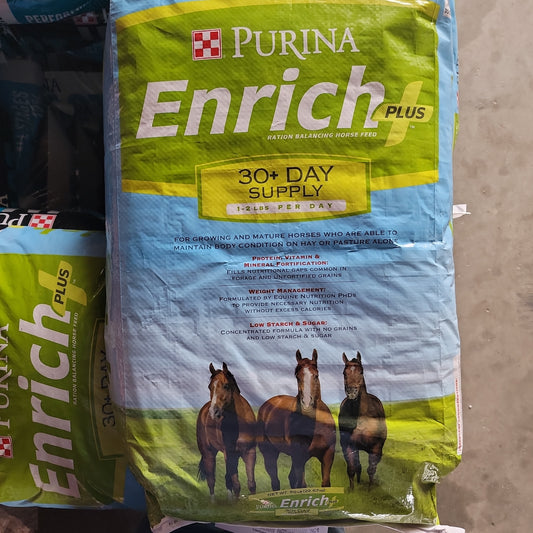 PURINA
Enrich PLUS
RATION BALANCING HORSE FEED
30+ DAY
SUPPLY
1-2 LBS PER DAY
FOR GROWING AND MATURE HORSES WHO ARE ABLE TO
MAINTAIN BODY CONDITION ON HAY OR PASTURE ALONE
PROTEIN, VITAMIN &
MINERAL FORTIFICATION:
FILLS NUTRITIONAL GAPS COMMON IN
FORAGE AND UNFORTIFIED GRAINS
WEIGHT MANAGEMENT:
FORMULATED BY EQUINE NUTRITION PHDS
TO PROVIDE NECESSARY NUTRITION
WITHOUT EXCESS CALORIES
LOW STARCH & SUGAR:
CONCENTRATED FORMULA WITH NO GRAINS
AND LOW STARCH & SUGAR
NET WT.
Enrich
PURINA
Enrich PLUS
RATION BALANCING HORSE FEED
30+ DAY